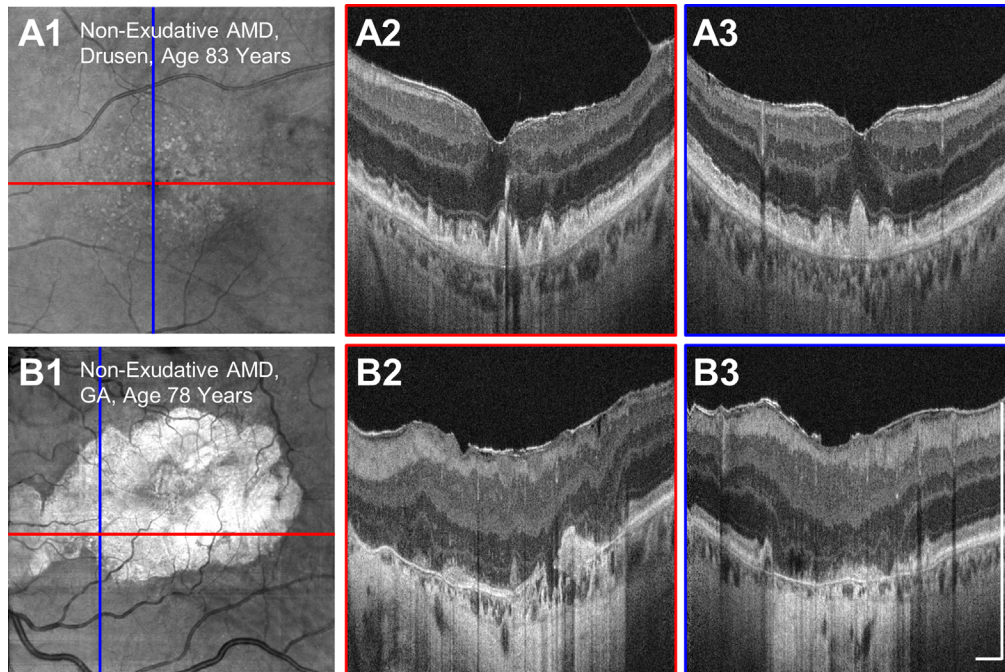 A1 Non-Exudative AMD,
Drusen, Age 83 Years
A2
A3
B1 Non-Exudative AMD,
GA, Age 78 Years
B2
B3